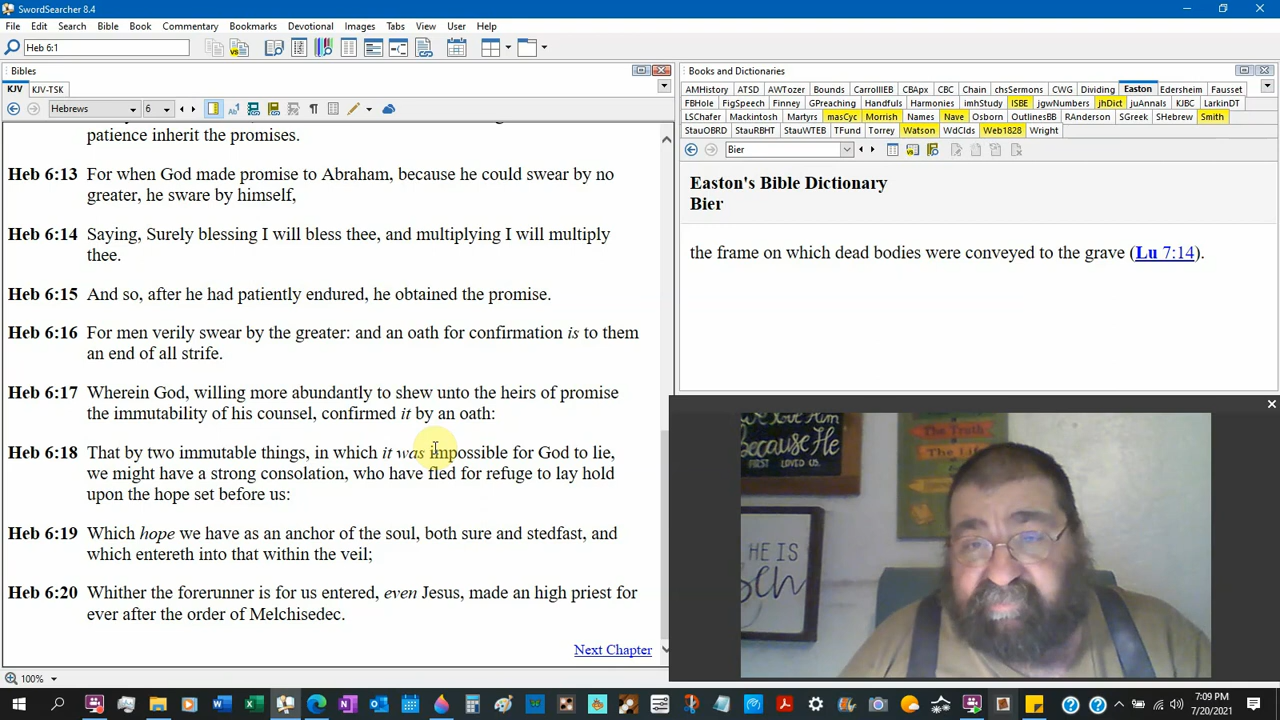 SwordSearcher 8.4
File Edit Search Bible Book Commentary Bookmarks Devotional Images Tabs View User Help
Heb 6:1
Bibles
KJV KJV-TSK
Hebrews 6
patience inherit the promises.
Heb 6:13 For when God made promise to Abraham, because he could swear by no
greater, he sware by himself,
Heb 6:14 Saying, Surely blessing I will bless thee, and multiplying I will multiply
thee.
Heb 6:15 And so, after he had patiently endured, he obtained the promise.
Heb 6:16 For men verily swear by the greater: and an oath for confirmation is to them
an end of all strife.
Heb 6:17 Wherein God, willing more abundantly to shew unto the heirs of promise
the immutability of his counsel, confirmed it by an oath:
Heb 6:18 That by two immutable things, in which it was impossible for God to lie,
we might have a strong consolation, who have fled for refuge to lay hold
upon the hope set before us:
Heb 6:19 Which hope we have as an anchor of the soul, both sure and stedfast, and
which entereth into that within the veil;
Heb 6:20 Whither the forerunner is for us entered, even Jesus, made an high priest for
ever after the order of Melchisedec.
Next Chapter
100%
Books and Dictionaries
AMHistory ATSD AWTozer Bounds CarrollIEB CBApx CBC Chain chsSermons CWG Dividing Easton Edersheim Fausset
FBHole FigSpeech Finney GPreaching Handfuls Harmonies imhStudy ISBE jgwNumbers jhDict juAnnals KJBC LarkinDT
LSChafer Mackintosh Martyrs masCyc Morrish Names Nave Osborn OutlinesBB RAnderson SGreek SHebrew Smith
StauOBRD StauRBHT StauWTEB TFund Torrey Watson WdClds Web1828 Wright
Bier
Easton's Bible Dictionary
Bier
the frame on which dead bodies were conveyed to the grave (Lu 7:14).
We love Him
because He
FIRST LOVED US.
The Truth
The Life
HE IS
7:09 PM
7/20/2021